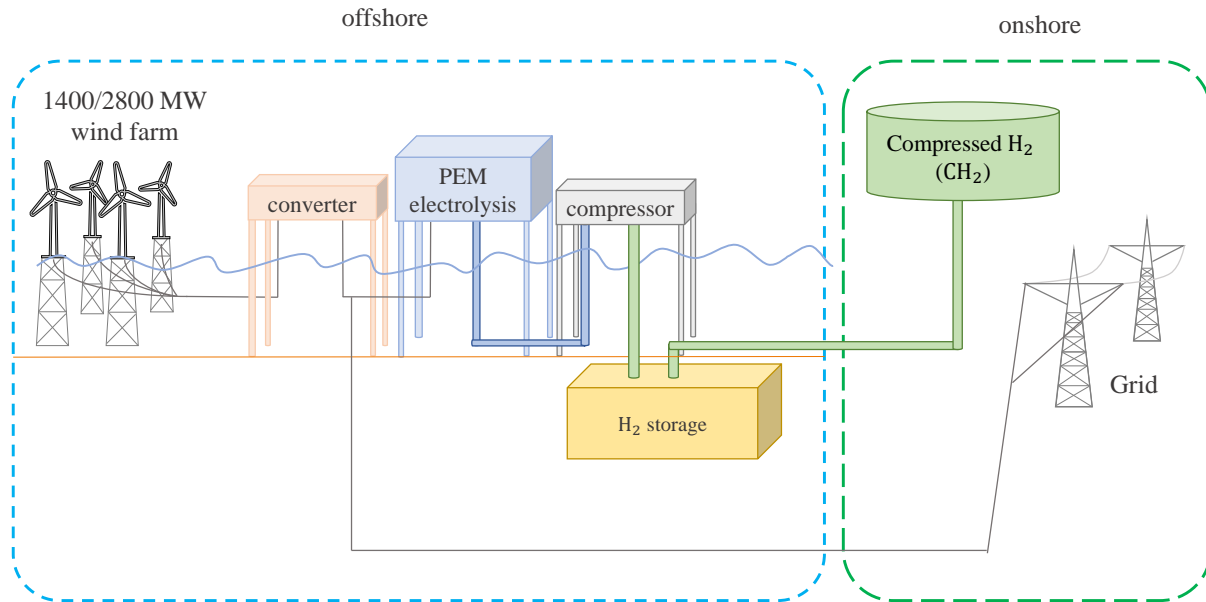 offshore
onshore
1400/2800 MW
wind farm
converter
PEM
electrolysis
compressor
Compressed H₂
(CH₂)
H₂ storage
Grid